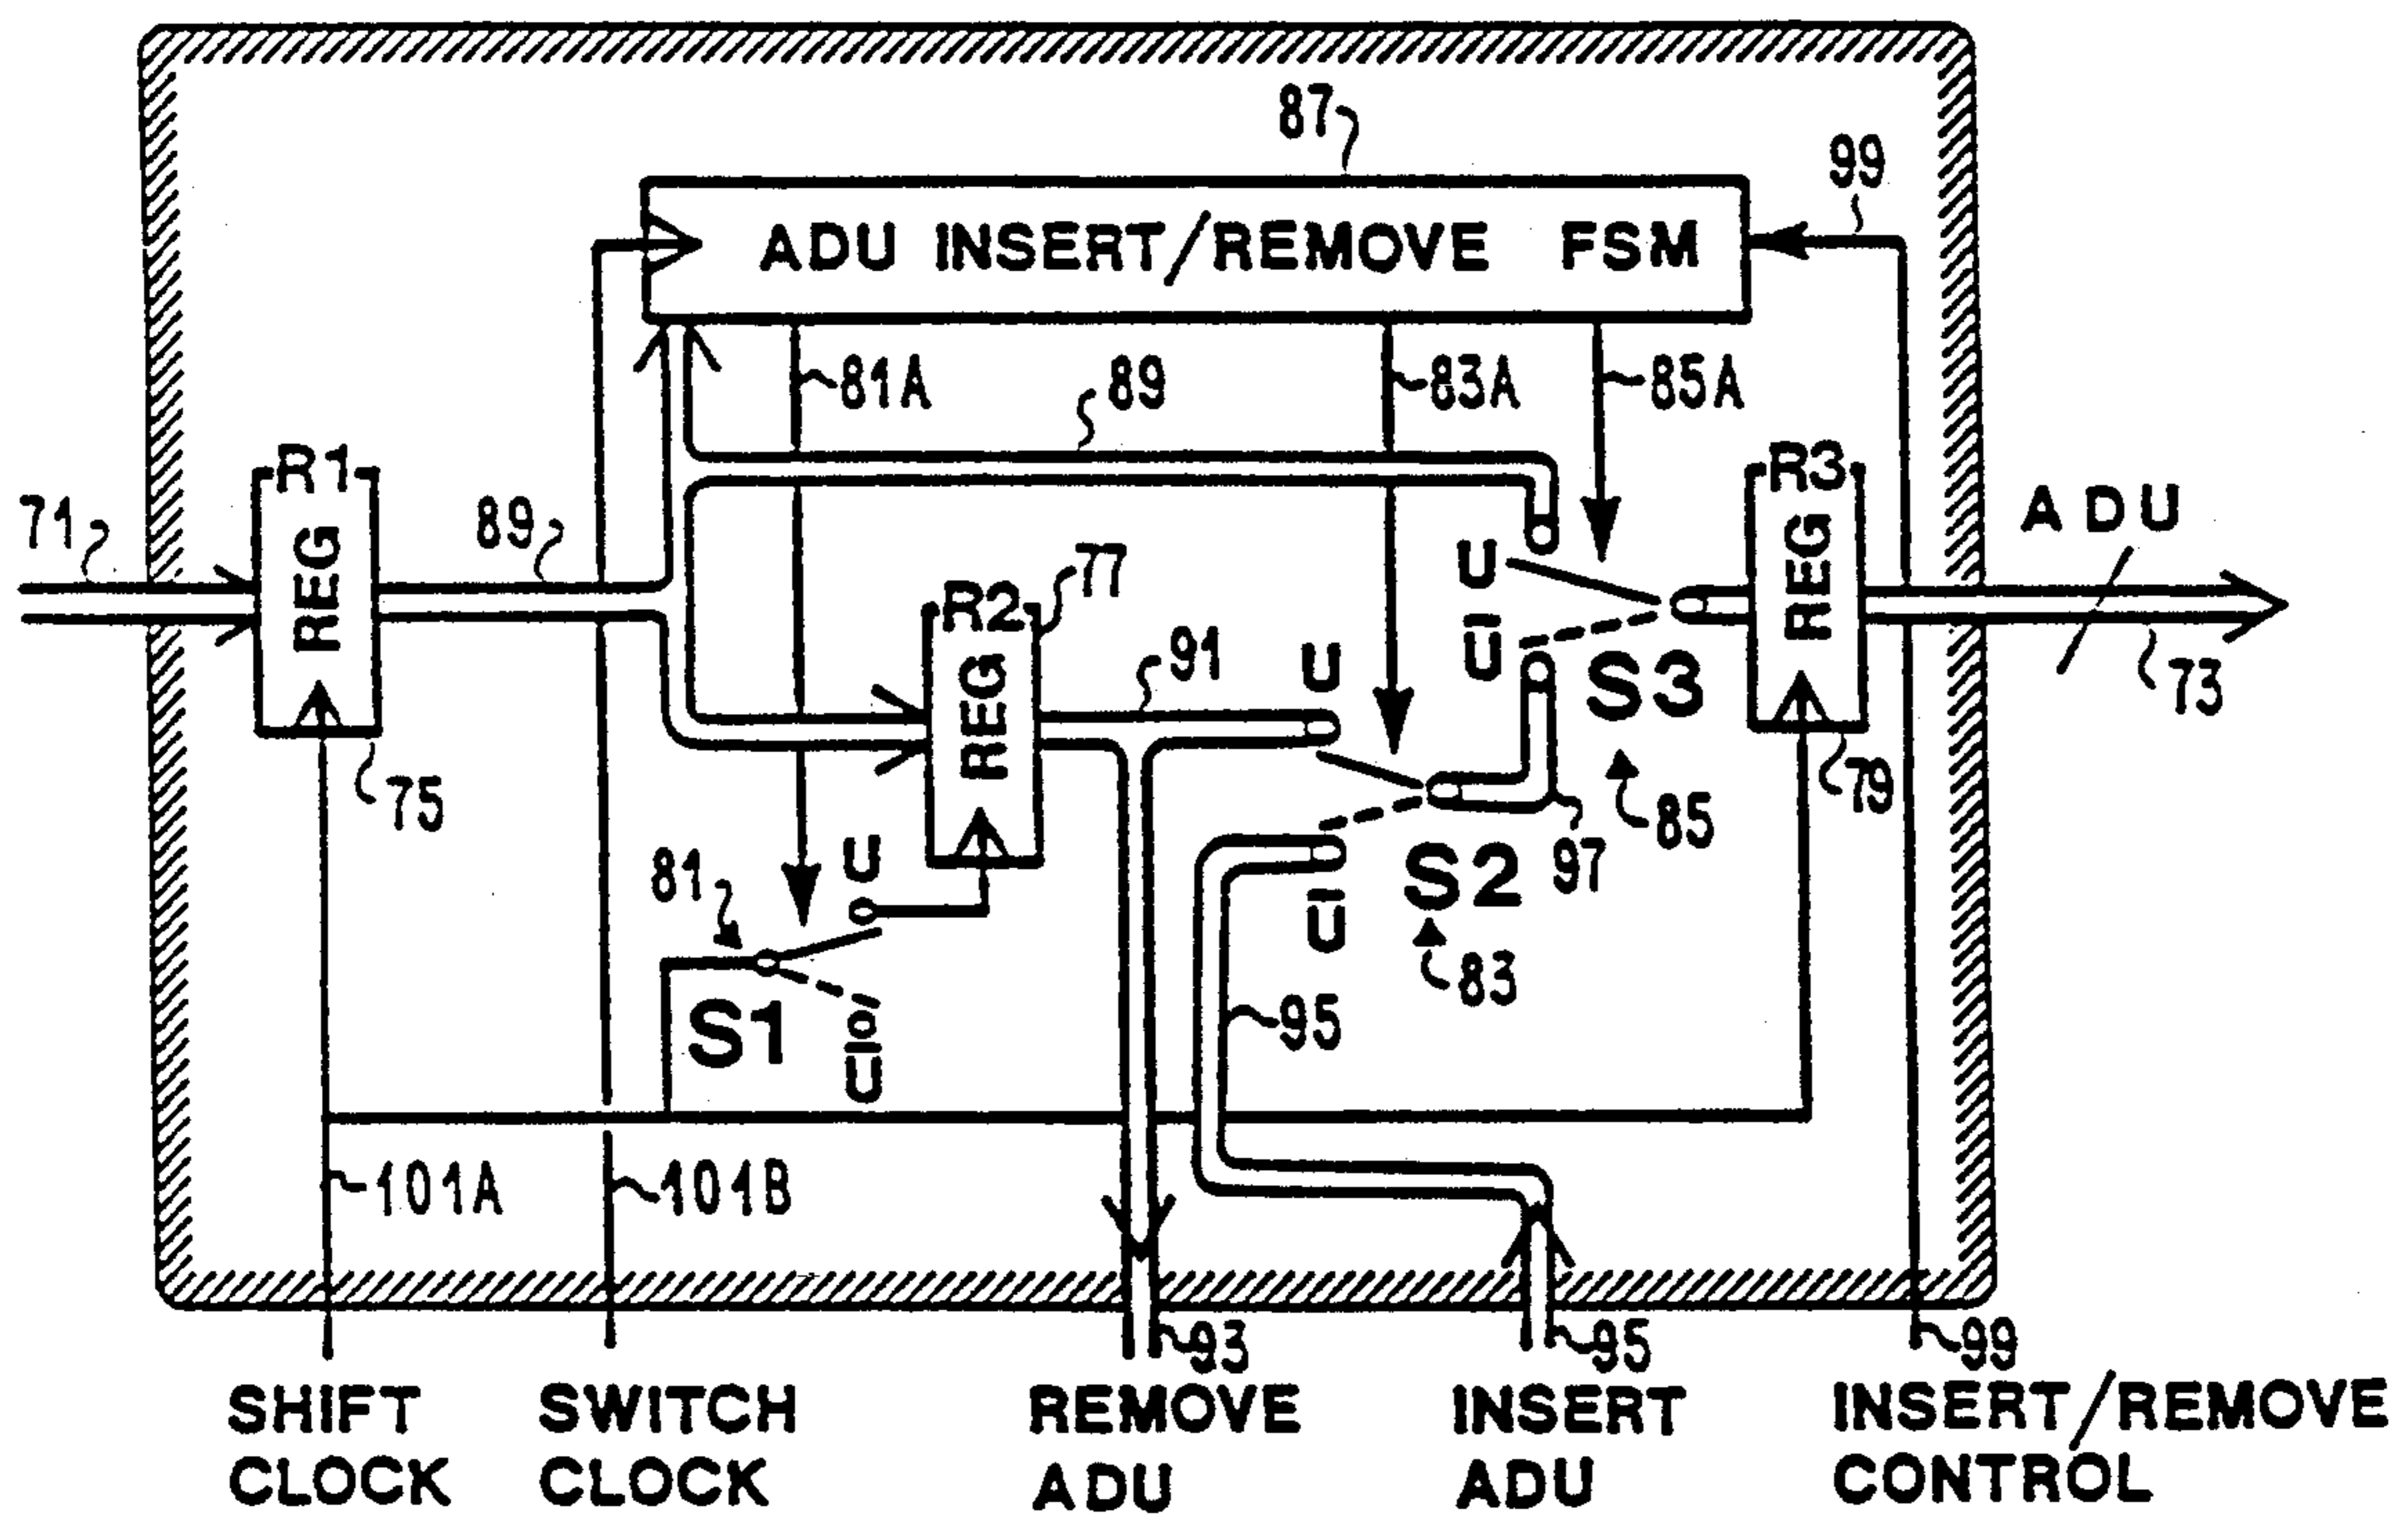 87
99
ADU INSERT/REMOVE FSM
81A
89
83A
85A
R1
REG
R3
REG
ADU
71
89
77
R2
REG
91
U
U
U̅
S3
73
75
79
85
97
81
U
S2
U̅
83
S1
U̅
95
101A
101B
93
95
99
SHIFT CLOCK
SWITCH CLOCK
REMOVE ADU
INSERT ADU
INSERT/REMOVE CONTROL